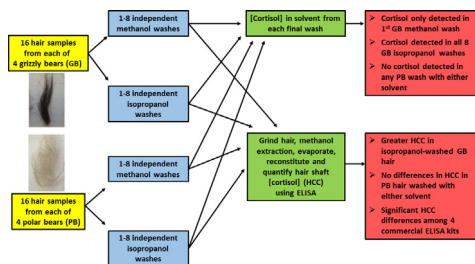 16 hair samples
from each of
4 grizzly bears (GB)
1-8 independent
methanol washes
1-8 independent
isopropanol
washes
16 hair samples
from each of
4 polar bears (PB)
1-8 independent
methanol washes
1-8 independent
isopropanol
washes
[Cortisol] in solvent from
each final wash
Grind hair, methanol
extraction, evaporate,
reconstitute and
quantify hair shaft
[cortisol] (HCC)
using ELISA
➢ Cortisol only detected in
1st GB methanol wash
➢ Cortisol detected in all 8
GB isopropanol washes
➢ No cortisol detected in
any PB wash with either
solvent
➢ Greater HCC in
isopropanol-washed GB
hair
➢ No differences in HCC in
PB hair washed with
either solvent
➢ Significant HCC
differences among 4
commercial ELISA kits